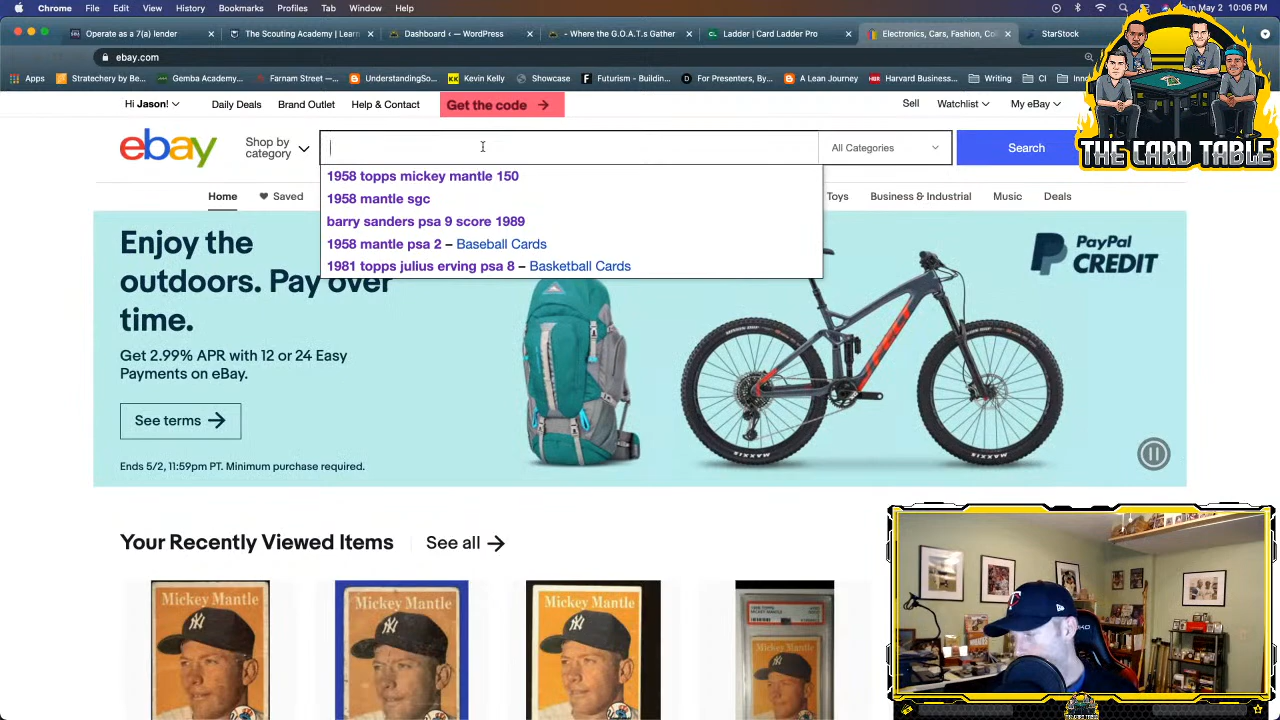 Chrome File Edit View History Bookmarks Profiles Tab Window Help
May 2 10:06 PM
Operate as a 7(a) lender
The Scouting Academy | Learn
Dashboard ‹ — WordPress
– Where the G.O.A.Ts Gather
Ladder | Card Ladder Pro
Electronics, Cars, Fashion, Col
StarStock
ebay.com
Apps
Stratechery by Be...
Gemba Academy...
Farnam Street —...
UnderstandingSo...
Kevin Kelly
Showcase
Futurism - Buildin...
For Presenters, By...
A Lean Journey
Harvard Business...
Writing
CI
Hi Jason!
Daily Deals
Brand Outlet
Help & Contact
Get the code
Sell
Watchlist
My eBay
ebay
Shop by category
All Categories
Search
THE CARD TABLE
1958 topps mickey mantle 150
1958 mantle sgc
barry sanders psa 9 score 1989
1958 mantle psa 2 – Baseball Cards
1981 topps julius erving psa 8 – Basketball Cards
Home
Saved
Toys
Business & Industrial
Music
Deals
Enjoy the
outdoors. Pay over
time.
Get 2.99% APR with 12 or 24 Easy
Payments on eBay.
See terms
Ends 5/2, 11:59pm PT. Minimum purchase required.
PayPal
CREDIT
Your Recently Viewed Items
See all
Mickey Mantle
Mickey Mantle
Mickey Mantle